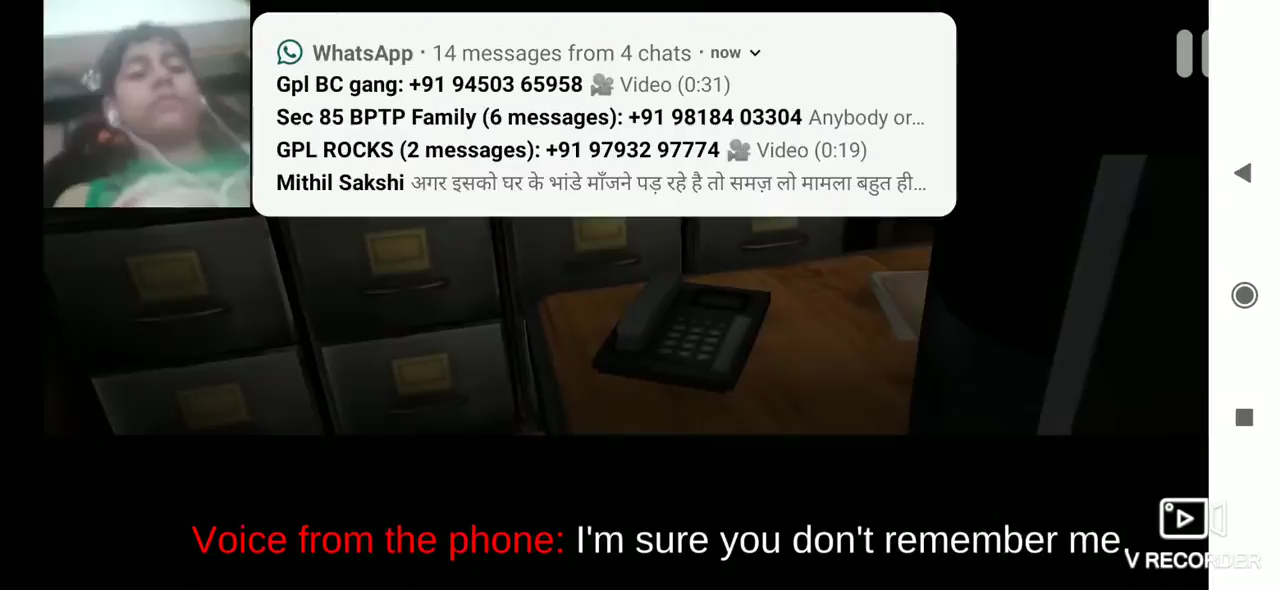 WhatsApp · 14 messages from 4 chats · now
Gpl BC gang: +91 94503 65958 Video (0:31)
Sec 85 BPTP Family (6 messages): +91 98184 03304 Anybody or...
GPL ROCKS (2 messages): +91 97932 97774 Video (0:19)
Mithil Sakshi अगर इसको घर के भांडे माँजने पड़ रहे है तो समज़ लो मामला बहुत ही...
Voice from the phone: I'm sure you don't remember me,
V RECORDER